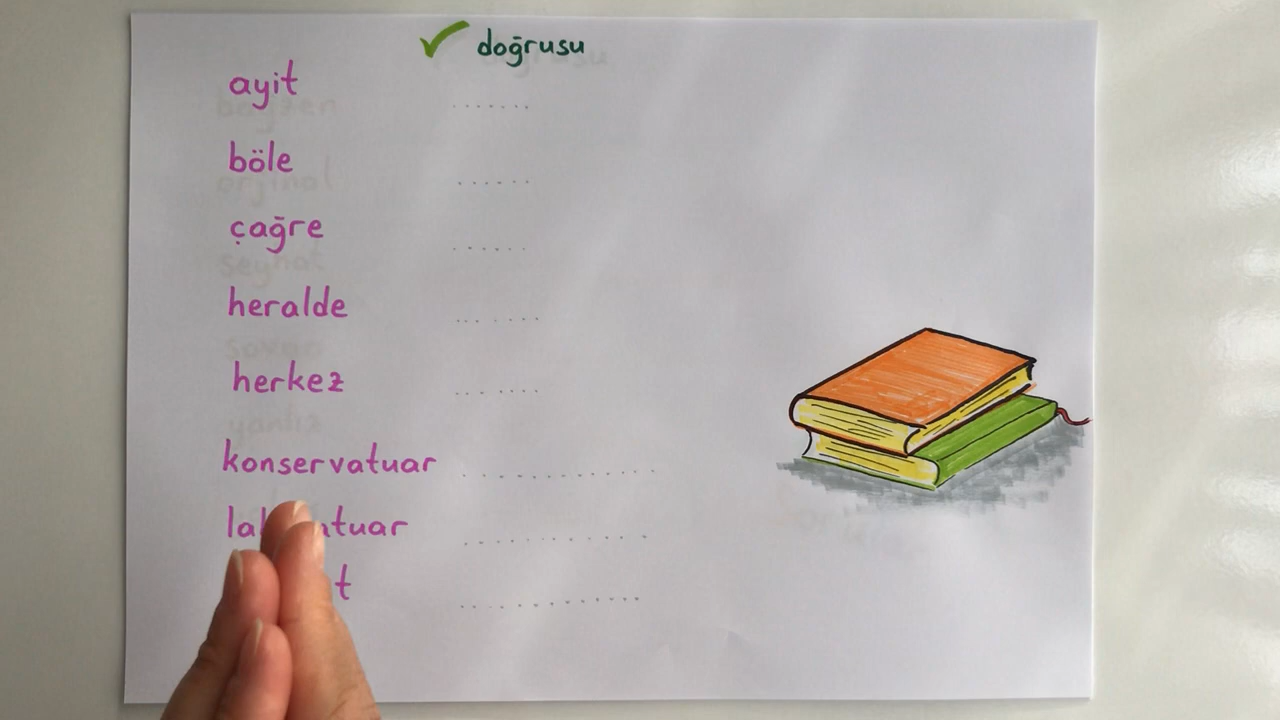 doğrusu
ayit
böle
çağre
heralde
herkez
konservatuar